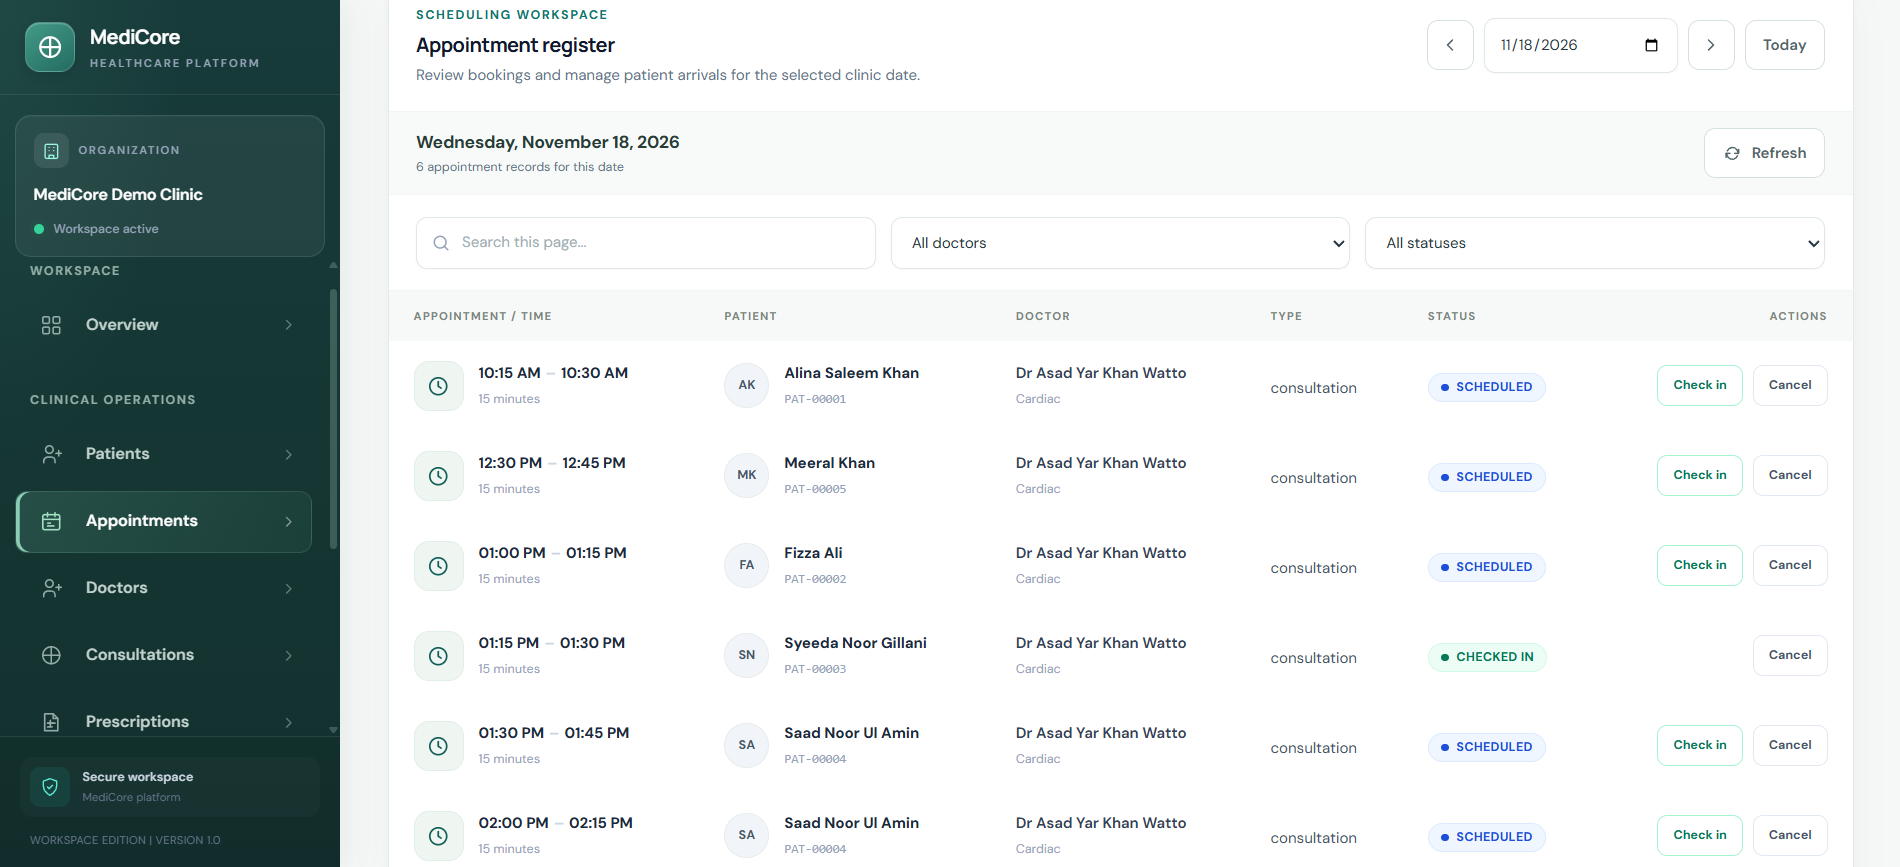 MediCore
HEALTHCARE PLATFORM
ORGANIZATION
MediCore Demo Clinic
Workspace active
WORKSPACE
Overview
CLINICAL OPERATIONS
Patients
Appointments
Doctors
Consultations
Prescriptions
Secure workspace
MediCore platform
WORKSPACE EDITION | VERSION 1.0
SCHEDULING WORKSPACE
Appointment register
Review bookings and manage patient arrivals for the selected clinic date.
11/18/2026
Today
Wednesday, November 18, 2026
6 appointment records for this date
Refresh
Search this page...
All doctors
All statuses
APPOINTMENT / TIME PATIENT DOCTOR TYPE STATUS ACTIONS
10:15 AM – 10:30 AM AK Alina Saleem Khan Dr Asad Yar Khan Watto consultation SCHEDULED Check in Cancel
15 minutes PAT-00001 Cardiac
12:30 PM – 12:45 PM MK Meeral Khan Dr Asad Yar Khan Watto consultation SCHEDULED Check in Cancel
15 minutes PAT-00005 Cardiac
01:00 PM – 01:15 PM FA Fizza Ali Dr Asad Yar Khan Watto consultation SCHEDULED Check in Cancel
15 minutes PAT-00002 Cardiac
01:15 PM – 01:30 PM SN Syeeda Noor Gillani Dr Asad Yar Khan Watto consultation CHECKED IN Cancel
15 minutes PAT-00003 Cardiac
01:30 PM – 01:45 PM SA Saad Noor Ul Amin Dr Asad Yar Khan Watto consultation SCHEDULED Check in Cancel
15 minutes PAT-00004 Cardiac
02:00 PM – 02:15 PM SA Saad Noor Ul Amin Dr Asad Yar Khan Watto consultation SCHEDULED Check in Cancel
15 minutes PAT-00004 Cardiac